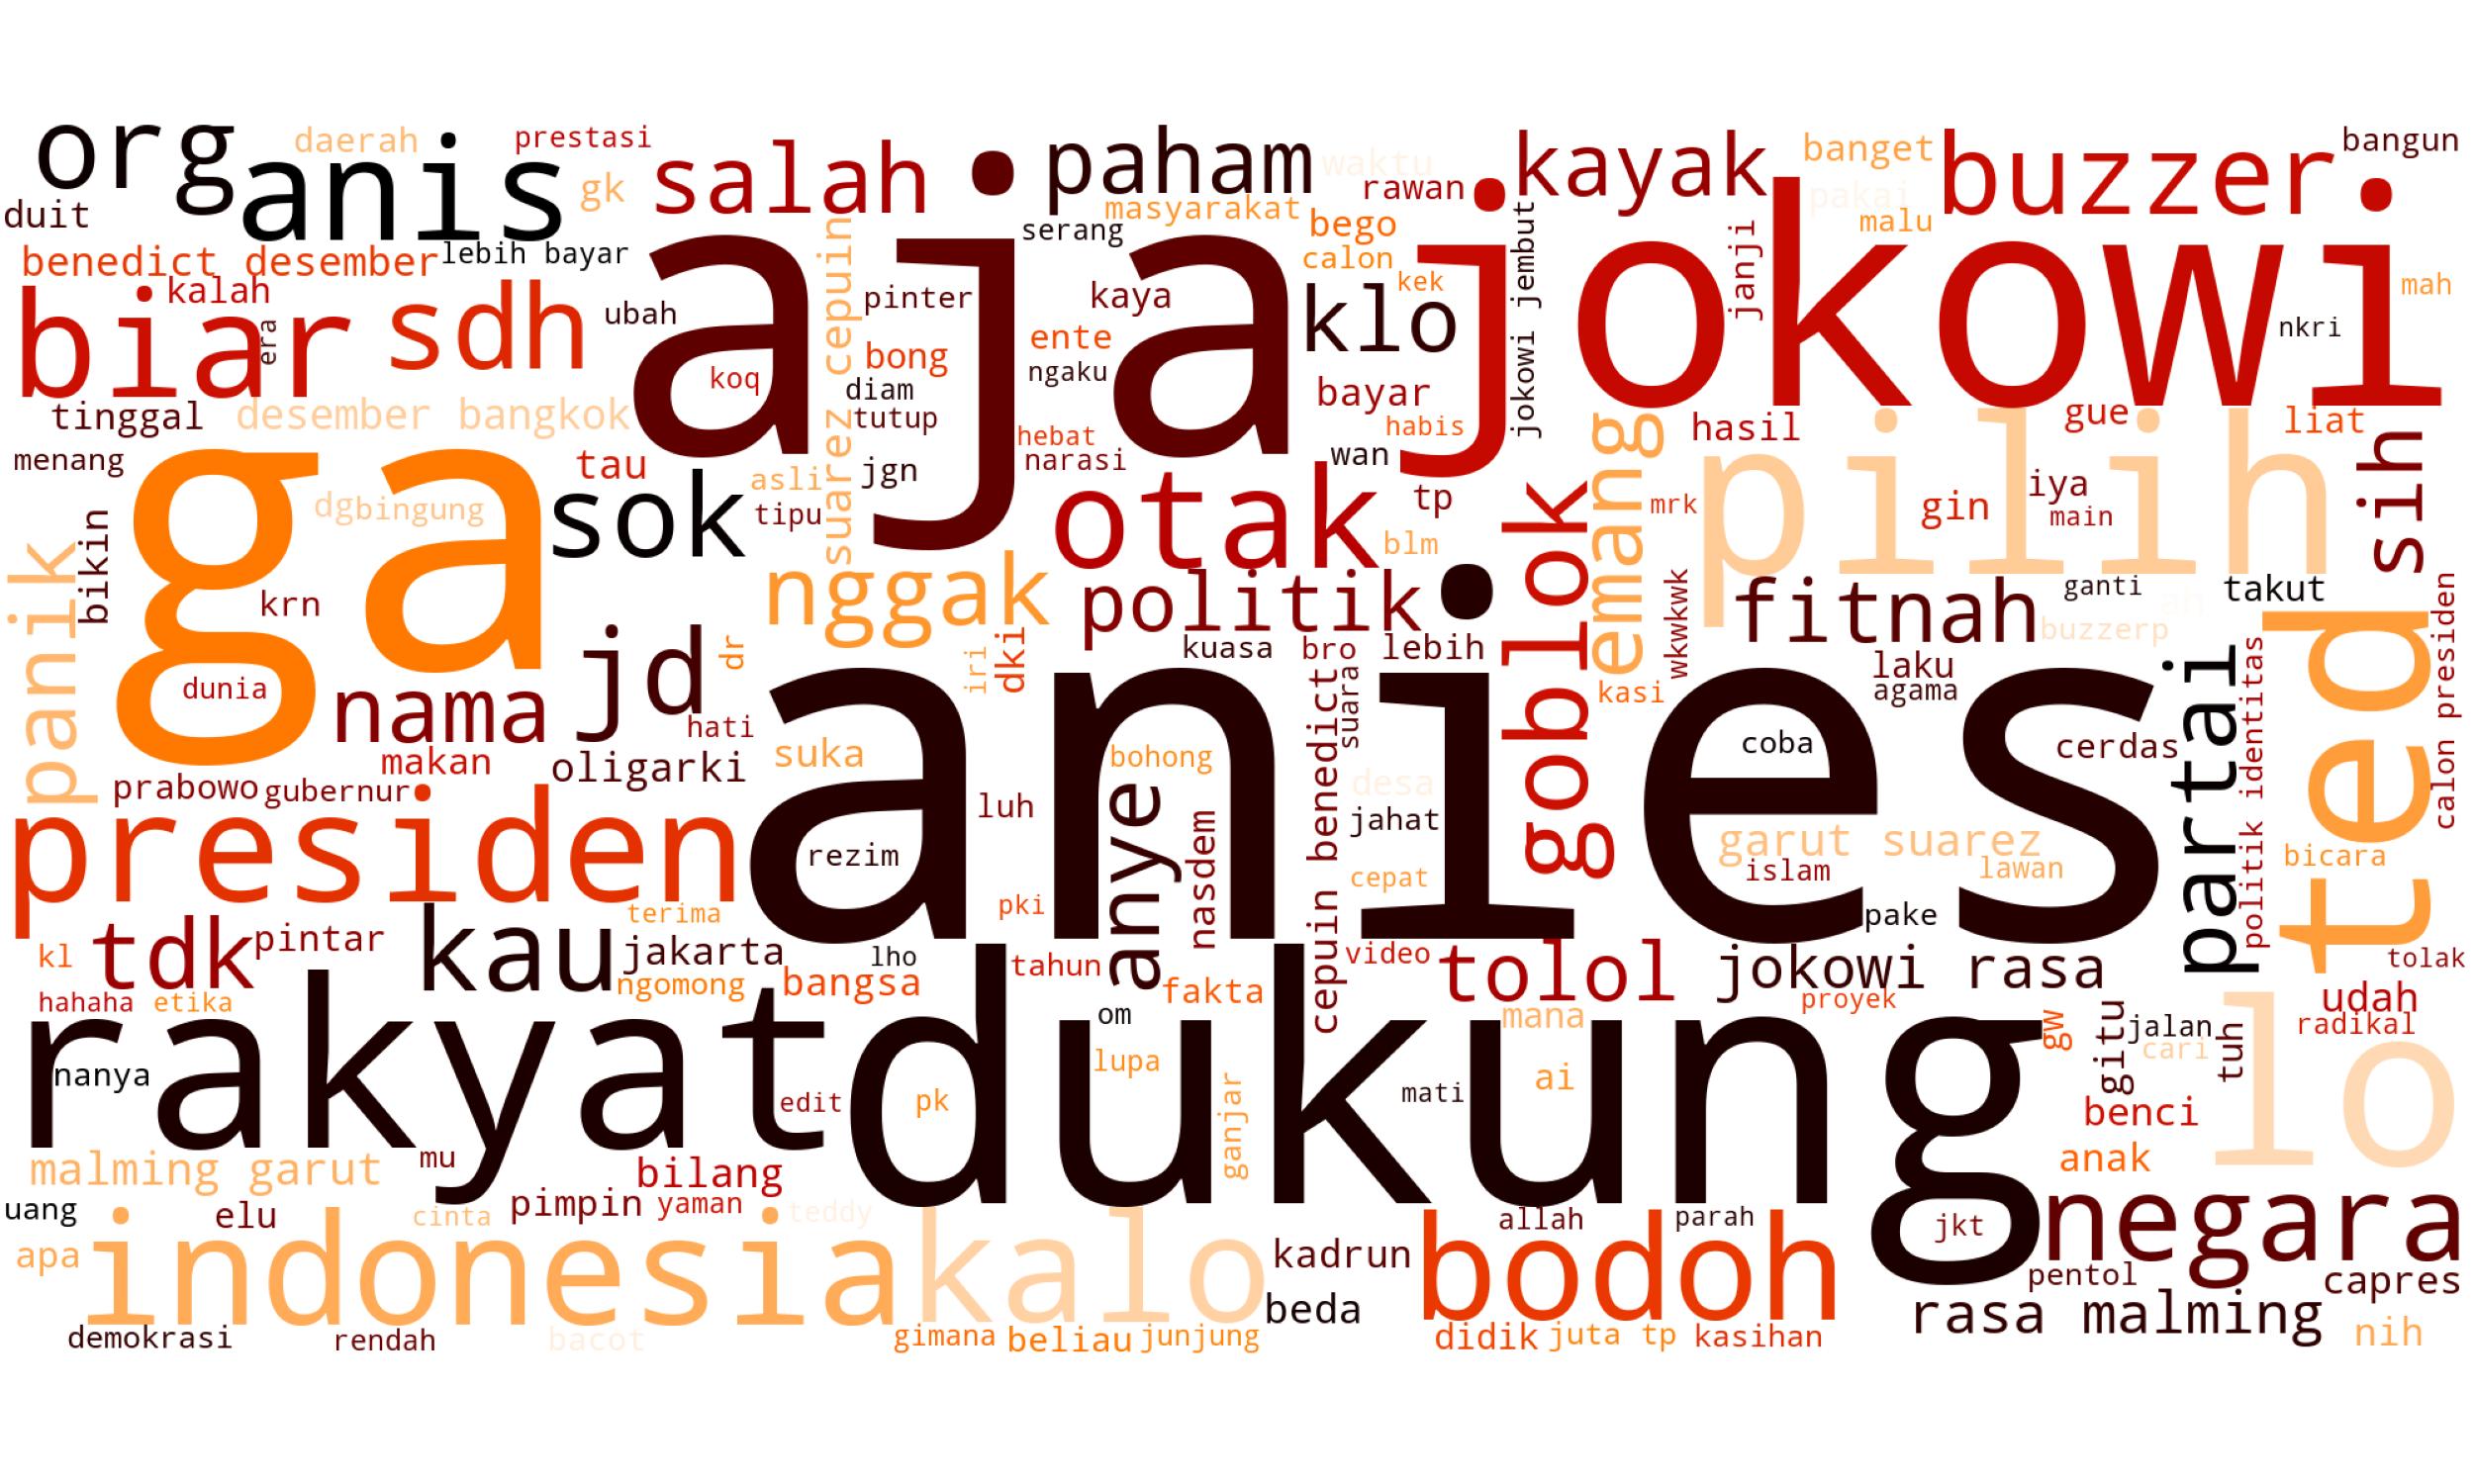 org
anis
daerah
prestasi
gk
salah
paham
waktu
rawan
kayak
banget
pakai
malu
buzzer
bangun
duit
benedict desember
lebih bayar
masyarakat
serang
bego
calon
kek
janji
jokowi
mah
nkri
biar
kalah
era
sdh
ubah
aja
koq
suarez cepuin
pinter
bong
diam
tutup
kaya
ente
ngaku
klo
bayar
habis
jokowi jembut
tinggal
desember bangkok
menang
tau
asli
tipu
jgn
hebat
narasi
wan
hasil
gue
liat
ga
dg
bingung
sok
otak
tp
blm
goblok
emang
mrk
pilih
gin
iya
main
sih
panik
bikin
krn
dunia
nggak
politik
kuasa
bro
lebih
wkwkwk
kasi
fitnah
ganti
ah
buzzerp
takut
laku
agama
ted
calon presiden
nama
jd
dr
hati
iri
dki
makan
oligarki
suka
anies
bohong
suara
cepuin benedict
desa
jahat
cepat
coba
cerdas
partai
politik identitas
prabowo
gubernur
presiden
rezim
luh
anye
nasdem
pki
garut suarez
islam
lawan
bicara
pake
kl
tdk
pintar
kau
terima
jakarta
ngomong
lho
bangsa
tahun
fakta
video
tolol
jokowi rasa
proyek
tolak
udah
radikal
hahaha
etika
rakyat
nanya
edit
dukung
pk
om
lupa
ganjar
mati
mana
ai
gw
gitu
jalan
cari
tuh
lo
benci
anak
malming garut
mu
bilang
uang
elu
cinta
pimpin
yaman
teddy
apa
indonesia
kalo
kadrun
beda
bodoh
allah
parah
jkt
negara
pentol
capres
demokrasi
rendah
bacot
gimana
beliau
junjung
didik
juta tp
kasihan
rasa malming
nih